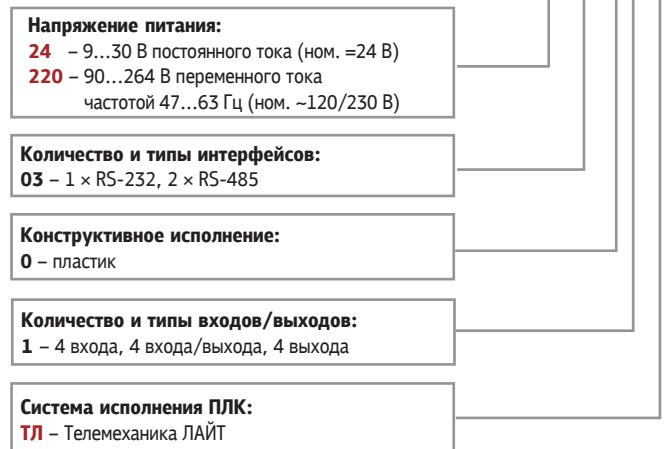 Напряжение питания:
24 – 9...30 В постоянного тока (ном. =24 В)
220 – 90...264 В переменного тока
частотой 47...63 Гц (ном. ~120/230 В)
Количество и типы интерфейсов:
03 – 1 × RS-232, 2 × RS-485
Конструктивное исполнение:
0 – пластик
Количество и типы входов/выходов:
1 – 4 входа, 4 входа/выхода, 4 выхода
Система исполнения ПЛК:
ТЛ – Телемеханика ЛАЙТ